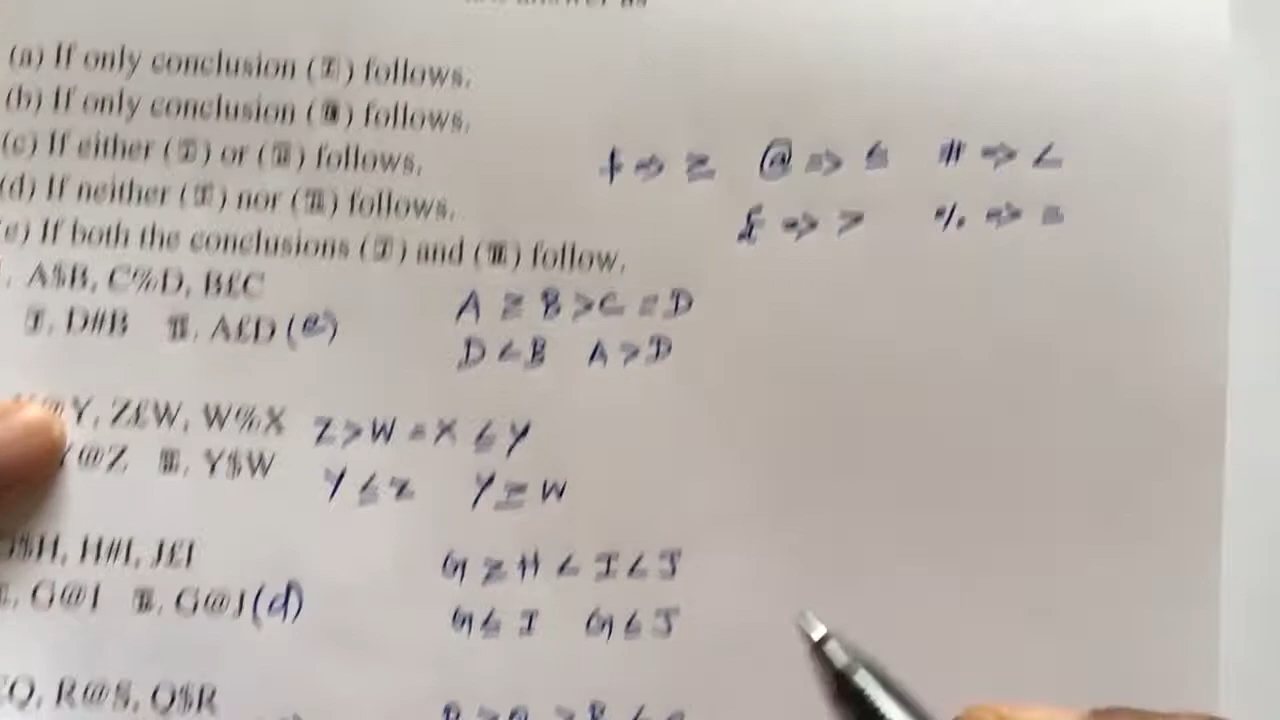 (a) If only conclusion (I) follows.
(b) If only conclusion (II) follows.
(c) If either (I) or (II) follows.
(d) If neither (I) nor (II) follows.
(e) If both the conclusions (I) and (II) follow.
$ ⇒ ≥ @ ⇒ ≤ # ⇒ <
£ ⇒ > % ⇒ =
A$B, C%D, B£C
A ≥ B > C = D
I. D#B II. A£D (e)
D < B A > D
@Y, Z£W, W%X
Z > W = X ≤ Y
Y@Z II. Y$W
Y ≤ Z Y ≥ W
$H, H#I, J£I
G ≥ H < I < J
G@I II. G@J (d)
G ≤ I G ≤ J
Q, R@S, Q$R